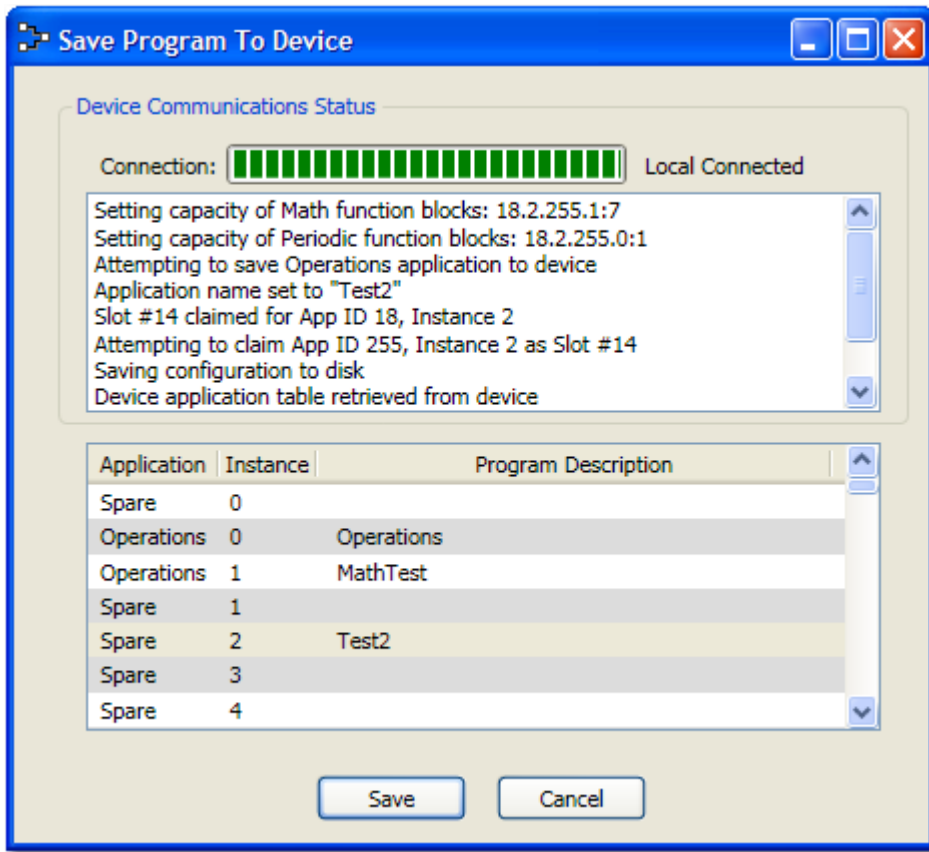 Save Program To Device
Device Communications Status
Connection: Local Connected
Setting capacity of Math function blocks: 18.2.255.1:7
Setting capacity of Periodic function blocks: 18.2.255.0:1
Attempting to save Operations application to device
Application name set to "Test2"
Slot #14 claimed for App ID 18, Instance 2
Attempting to claim App ID 255, Instance 2 as Slot #14
Saving configuration to disk
Device application table retrieved from device
Application Instance Program Description
Spare 0
Operations 0 Operations
Operations 1 MathTest
Spare 1
Spare 2 Test2
Spare 3
Spare 4
Save Cancel